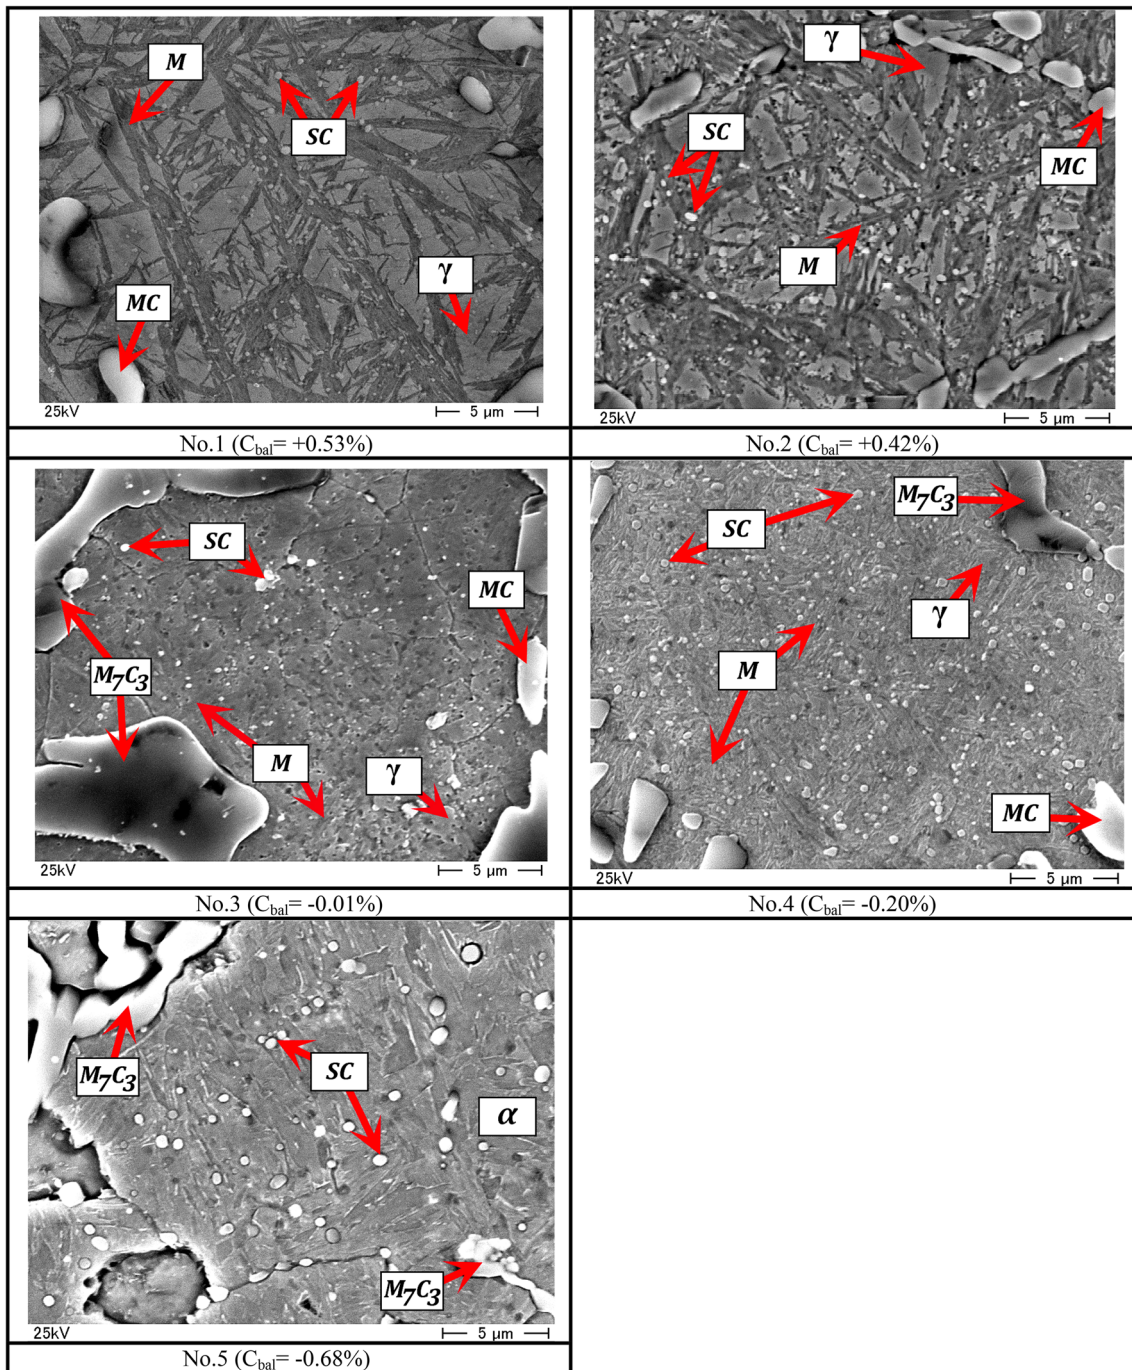 M
SC
γ
MC
25kV
5 μm
No.1 (Cbal= +0.53%)
γ
SC
MC
M
25kV
5 μm
No.2 (Cbal= +0.42%)
SC
MC
M7C3
M
γ
25kV
5 μm
No.3 (Cbal= -0.01%)
M7C3
SC
γ
M
MC
25kV
5 μm
No.4 (Cbal= -0.20%)
M7C3
SC
α
M7C3
25kV
5 μm
No.5 (Cbal= -0.68%)